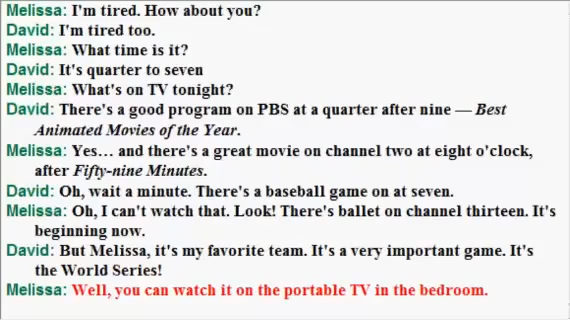 Melissa: I'm tired. How about you?
David: I'm tired too.
Melissa: What time is it?
David: It's quarter to seven
Melissa: What's on TV tonight?
David: There's a good program on PBS at a quarter after nine — Best
Animated Movies of the Year.
Melissa: Yes… and there's a great movie on channel two at eight o'clock,
after Fifty-nine Minutes.
David: Oh, wait a minute. There's a baseball game on at seven.
Melissa: Oh, I can't watch that. Look! There's ballet on channel thirteen. It's
beginning now.
David: But Melissa, it's my favorite team. It's a very important game. It's
the World Series!
Melissa: Well, you can watch it on the portable TV in the bedroom.